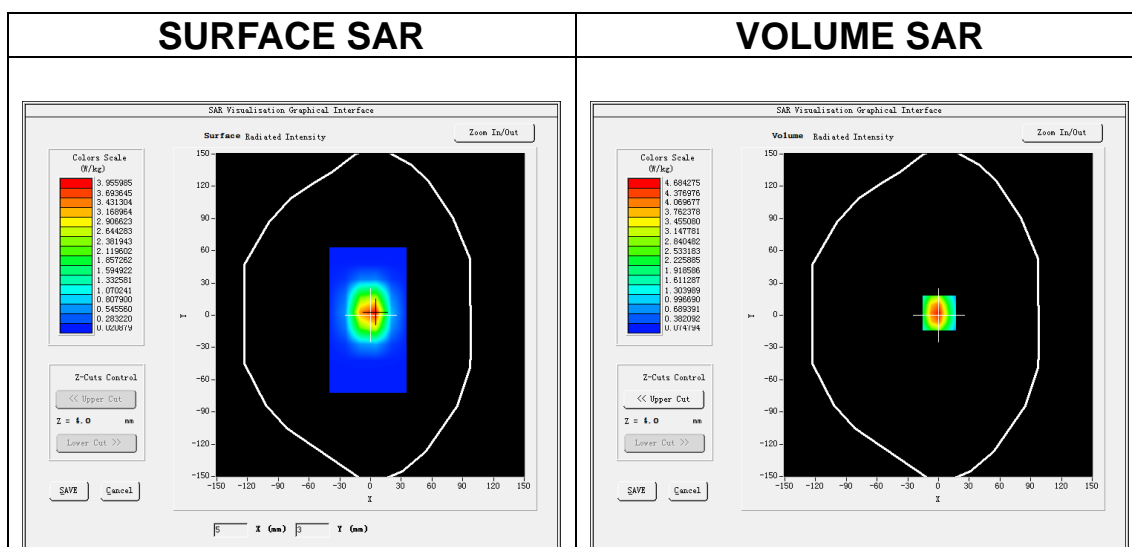 SURFACE SAR
VOLUME SAR
SAR Visualisation Graphical Interface
Surface Radiated Intensity
Zoom In/Out
Colors Scale
(W/kg)
3.955985
3.693645
3.431304
3.168964
2.906623
2.644283
2.381943
2.119602
1.857262
1.594922
1.332581
1.070241
0.807900
0.545560
0.283220
0.020879
150
120
90
60
30
0
-30
-60
-90
-120
-150
Y
-150 -120 -90 -60 -30 0 30 60 90 120 150
X
Z-Cuts Control
<< Upper Cut
Z = 4.0 mm
Lower Cut >>
SAVE Cancel
5 X (mm) 3 Y (mm)
SAR Visualisation Graphical Interface
Volume Radiated Intensity
Zoom In/Out
Colors Scale
(W/kg)
4.684275
4.376976
4.069677
3.762378
3.455080
3.147781
2.840482
2.533183
2.225885
1.918586
1.611287
1.303989
0.996690
0.689391
0.382092
0.074794
150
120
90
60
30
0
-30
-60
-90
-120
-150
Y
-150 -120 -90 -60 -30 0 30 60 90 120 150
X
Z-Cuts Control
<< Upper Cut
Z = 4.0 mm
Lower Cut >>
SAVE Cancel